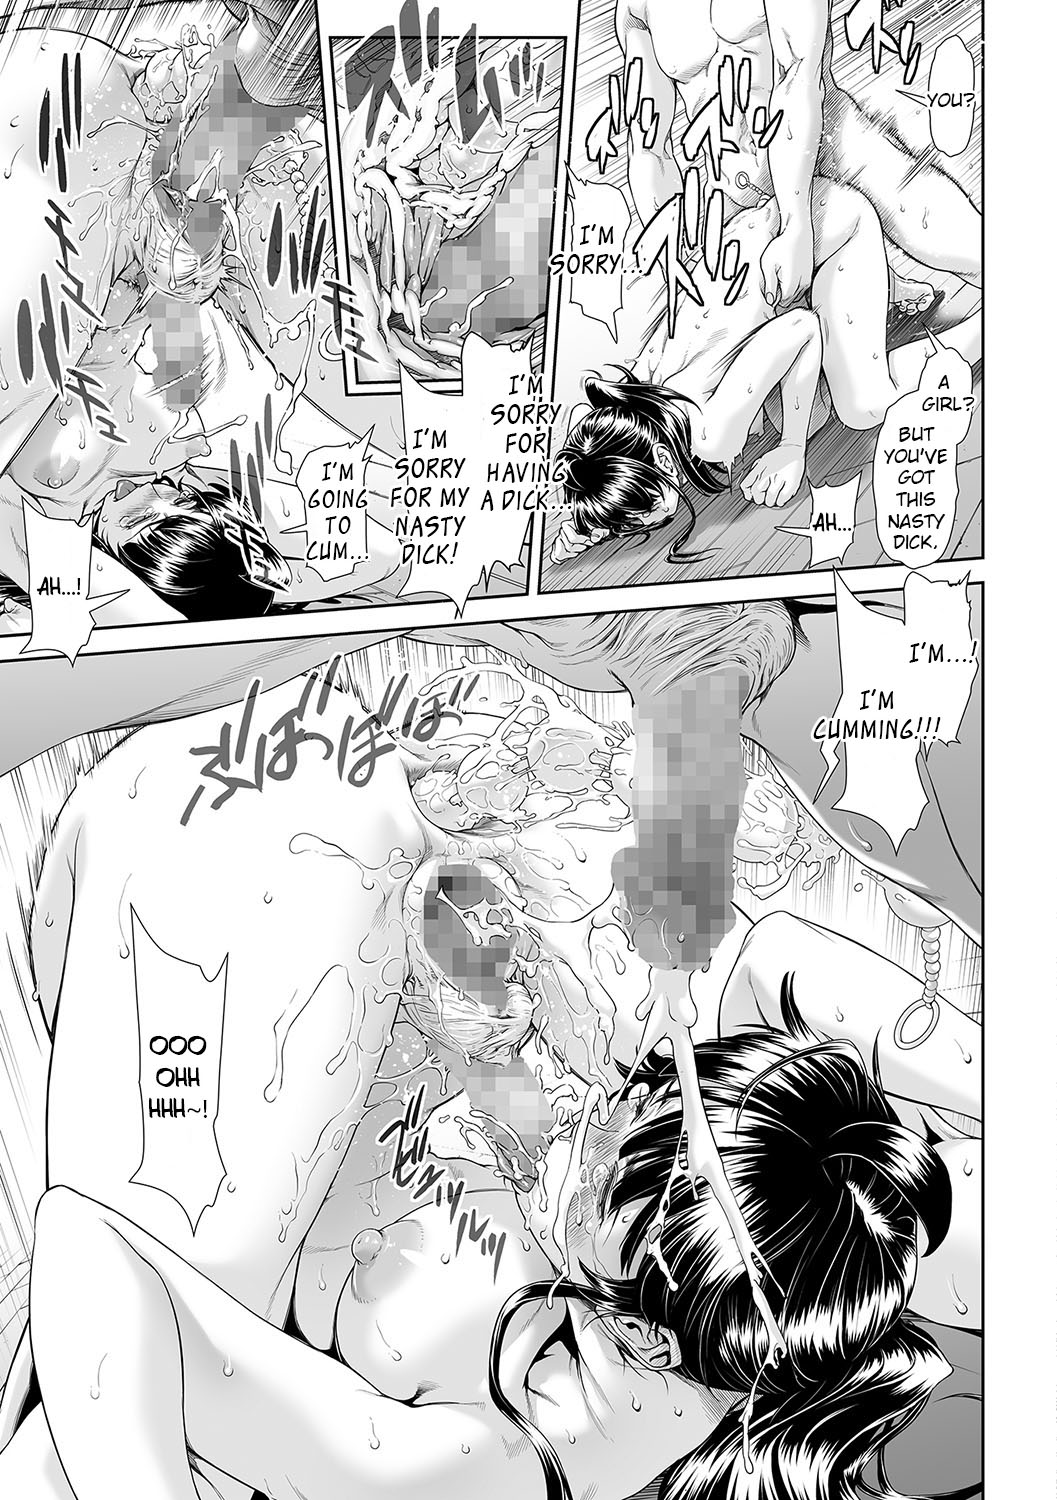 YOU?
A
GIRL?
BUT
YOU'VE
GOT
THIS
NASTY
DICK.
I'M
SORRY...
AH...
I'M
SORRY
FOR
HAVING
A DICK...
I'M
SORRY
FOR MY
NASTY
DICK!
I'M
GOING
TO
CUM...
AH...!
I'M...!
I'M
CUMMING!!!
OOO
OHH
HHH~!